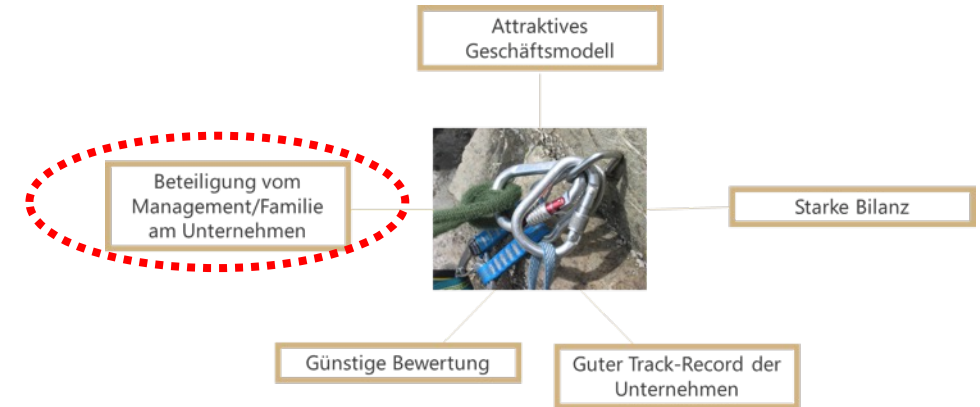 Attraktives
Geschäftsmodell
Beteiligung vom
Management/Familie
am Unternehmen
Starke Bilanz
Günstige Bewertung
Guter Track-Record der
Unternehmen